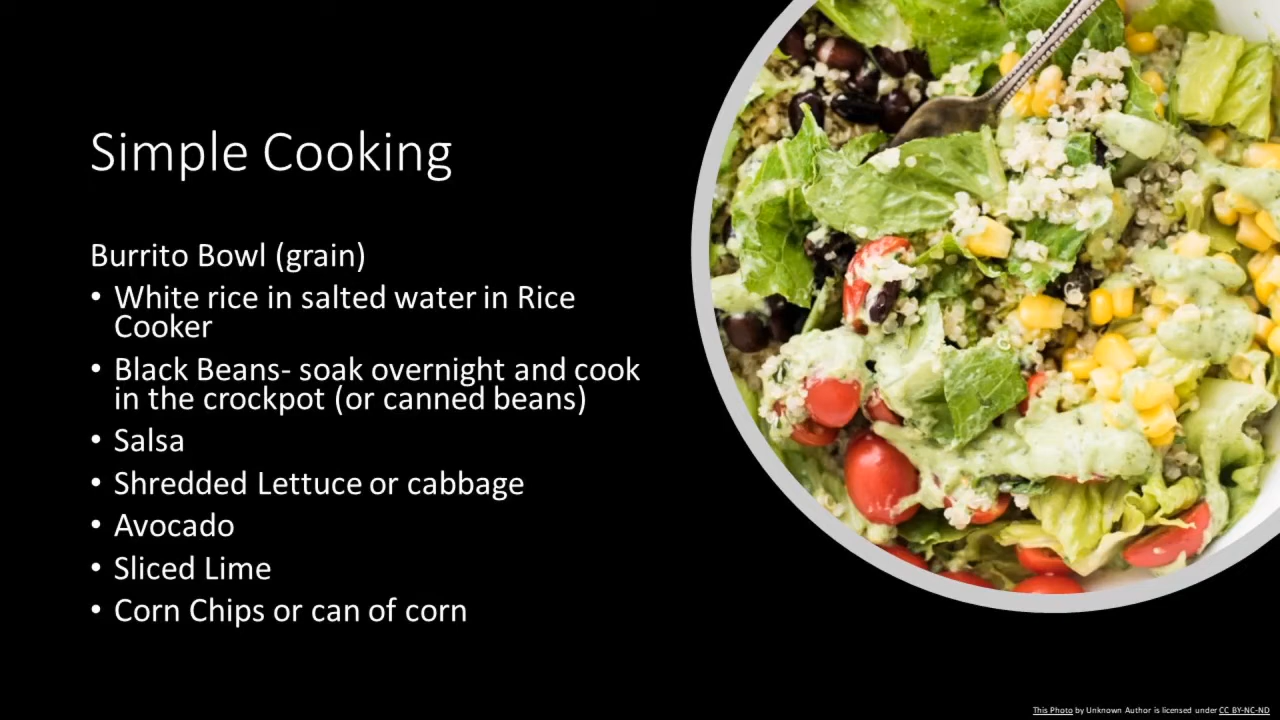 Simple Cooking
Burrito Bowl (grain)
• White rice in salted water in Rice
Cooker
• Black Beans- soak overnight and cook
in the crockpot (or canned beans)
• Salsa
• Shredded Lettuce or cabbage
• Avocado
• Sliced Lime
• Corn Chips or can of corn
This Photo by Unknown Author is licensed under CC BY-NC-ND